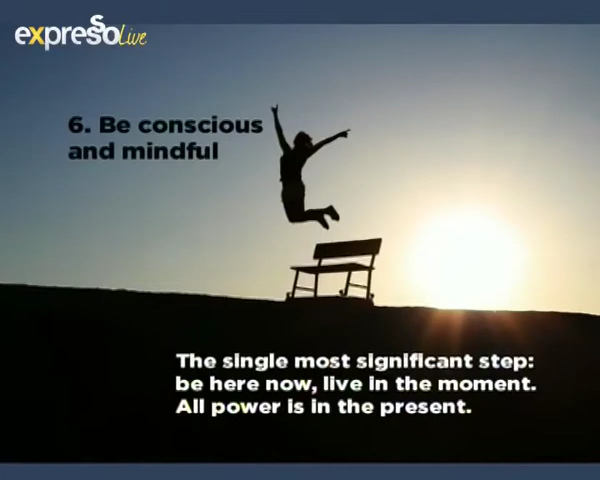 expresso Live
6. Be conscious
and mindful
The single most significant step:
be here now, live in the moment.
All power is in the present.